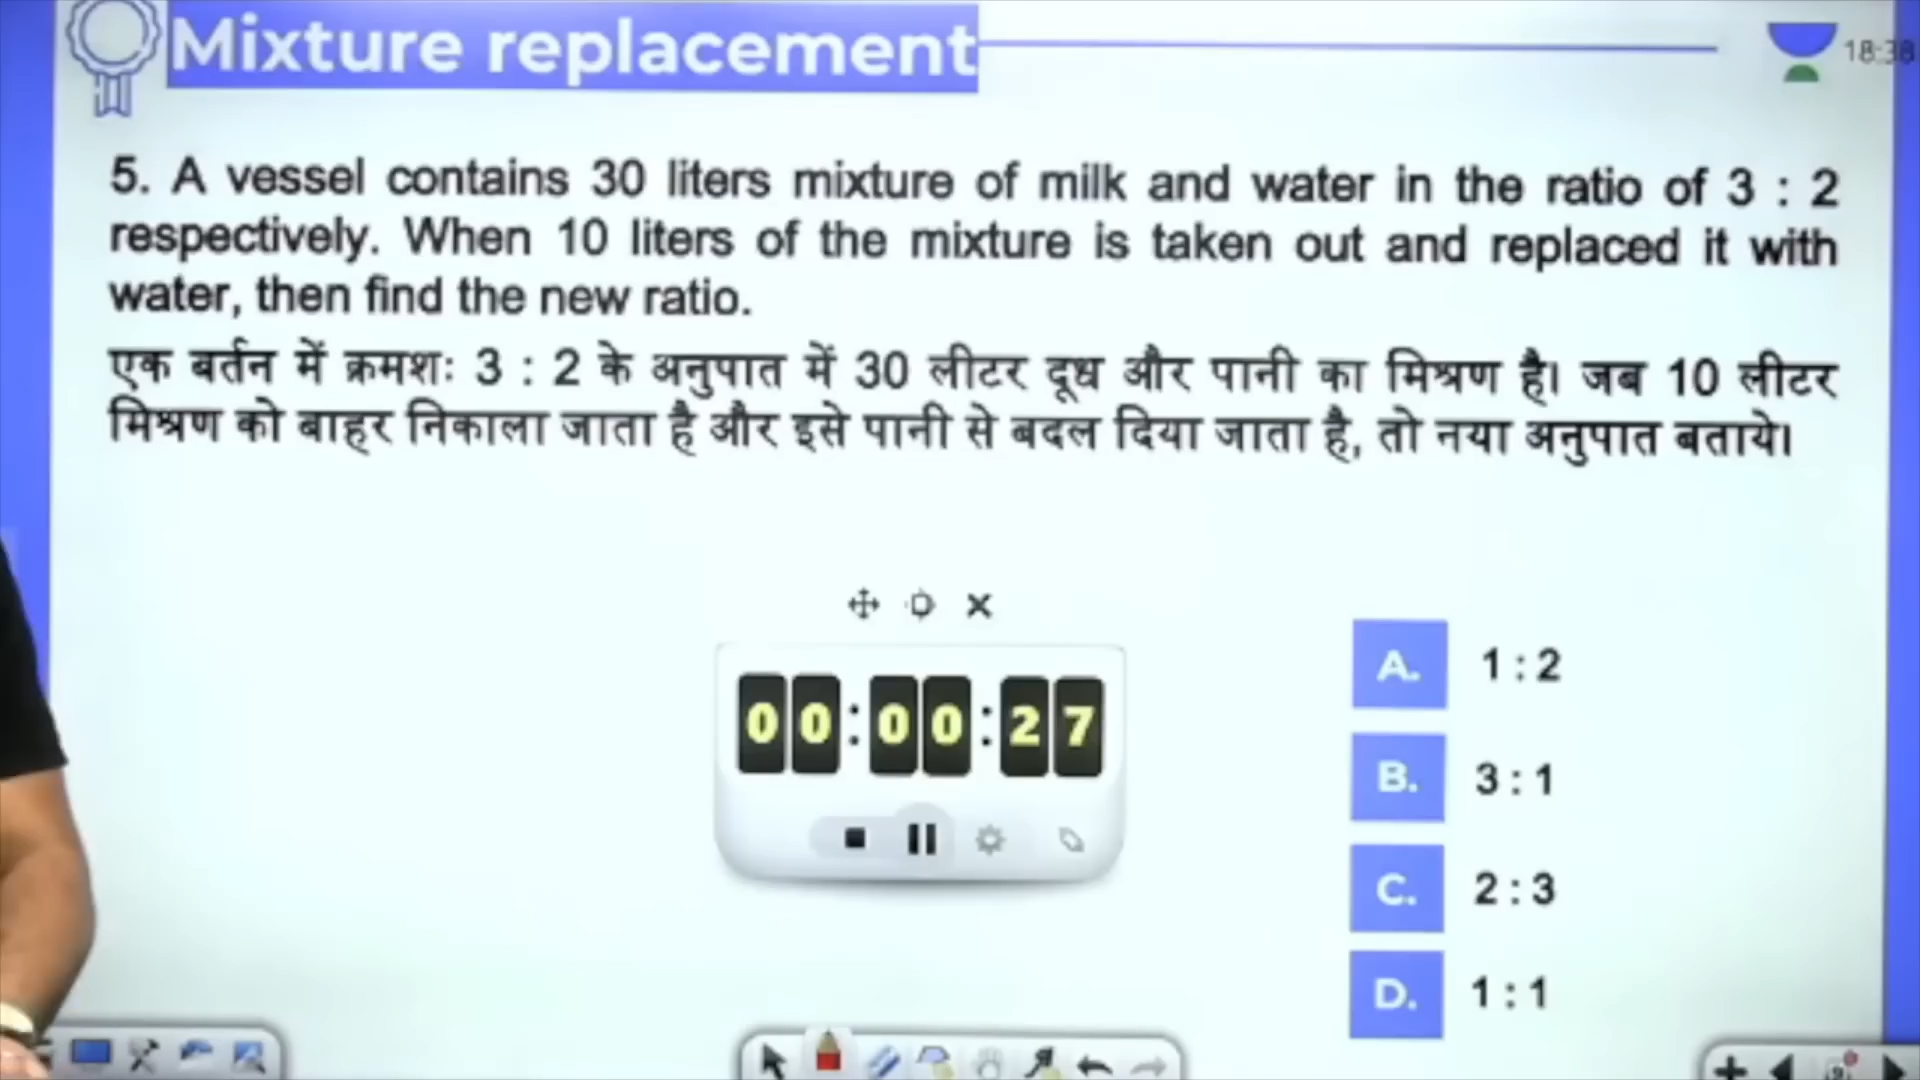 Mixture replacement
18:38
5. A vessel contains 30 liters mixture of milk and water in the ratio of 3 : 2
respectively. When 10 liters of the mixture is taken out and replaced it with
water, then find the new ratio.
एक बर्तन में क्रमशः 3 : 2 के अनुपात में 30 लीटर दूध और पानी का मिश्रण है। जब 10 लीटर
मिश्रण को बाहर निकाला जाता है और इसे पानी से बदल दिया जाता है, तो नया अनुपात बताये।
00:00:27
A. 1 : 2
B. 3 : 1
C. 2 : 3
D. 1 : 1